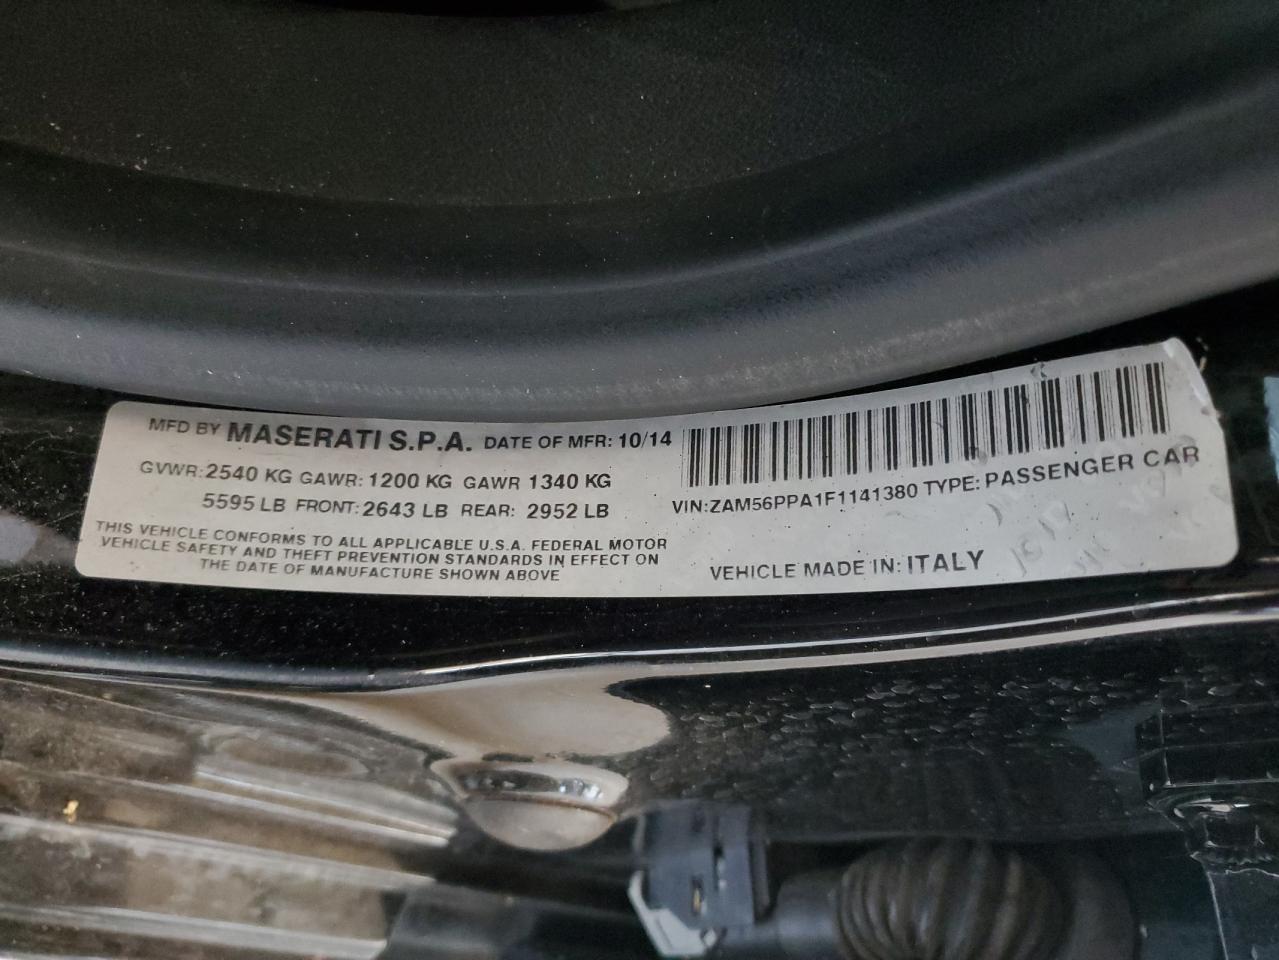 MFD BY MASERATI S.P.A. DATE OF MFR: 10/14
GVWR: 2540 KG GAWR: 1200 KG GAWR 1340 KG
5595 LB FRONT: 2643 LB REAR: 2952 LB
VIN:ZAM56PPA1F1141380 TYPE: PASSENGER CAR
THIS VEHICLE CONFORMS TO ALL APPLICABLE U.S.A. FEDERAL MOTOR
VEHICLE SAFETY AND THEFT PREVENTION STANDARDS IN EFFECT ON
THE DATE OF MANUFACTURE SHOWN ABOVE
VEHICLE MADE IN: ITALY